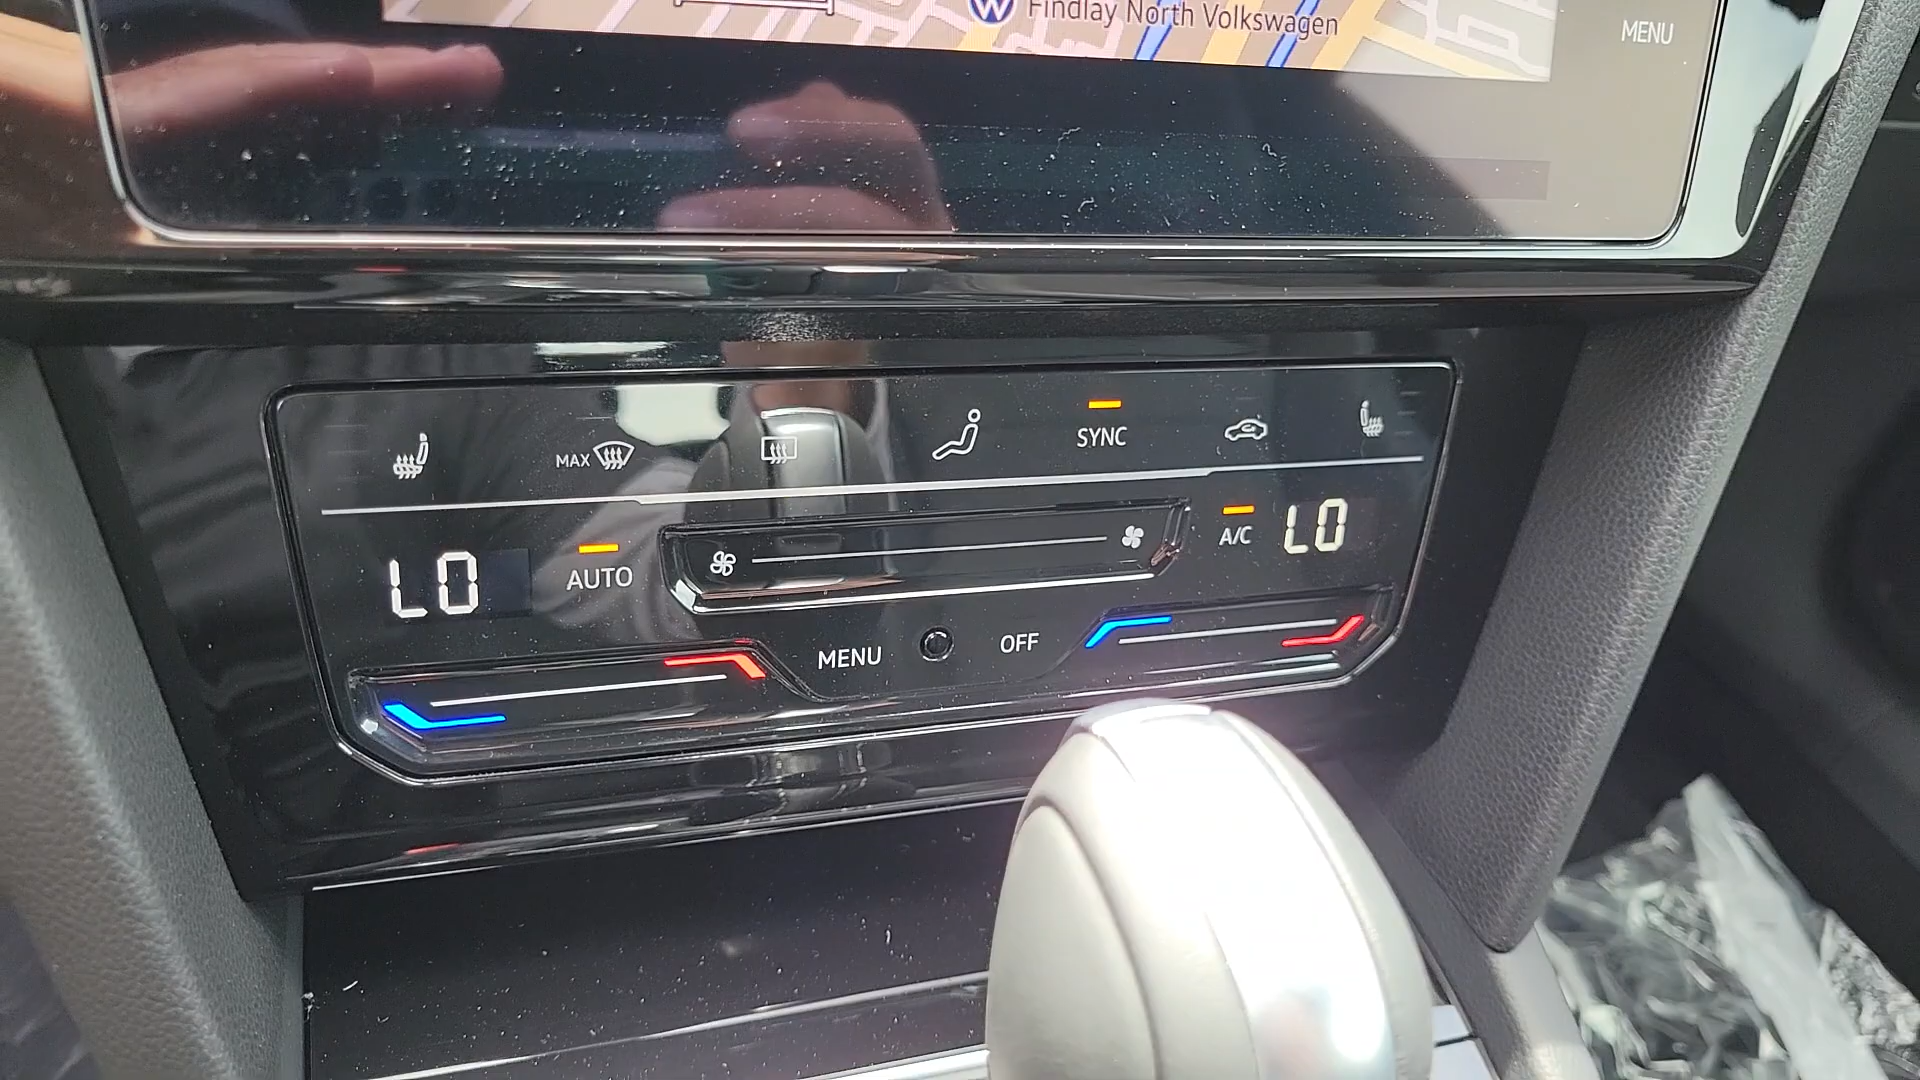 Findlay North Volkswagen
MENU
MAX
SYNC
LO
AUTO
A/C
LO
MENU
OFF